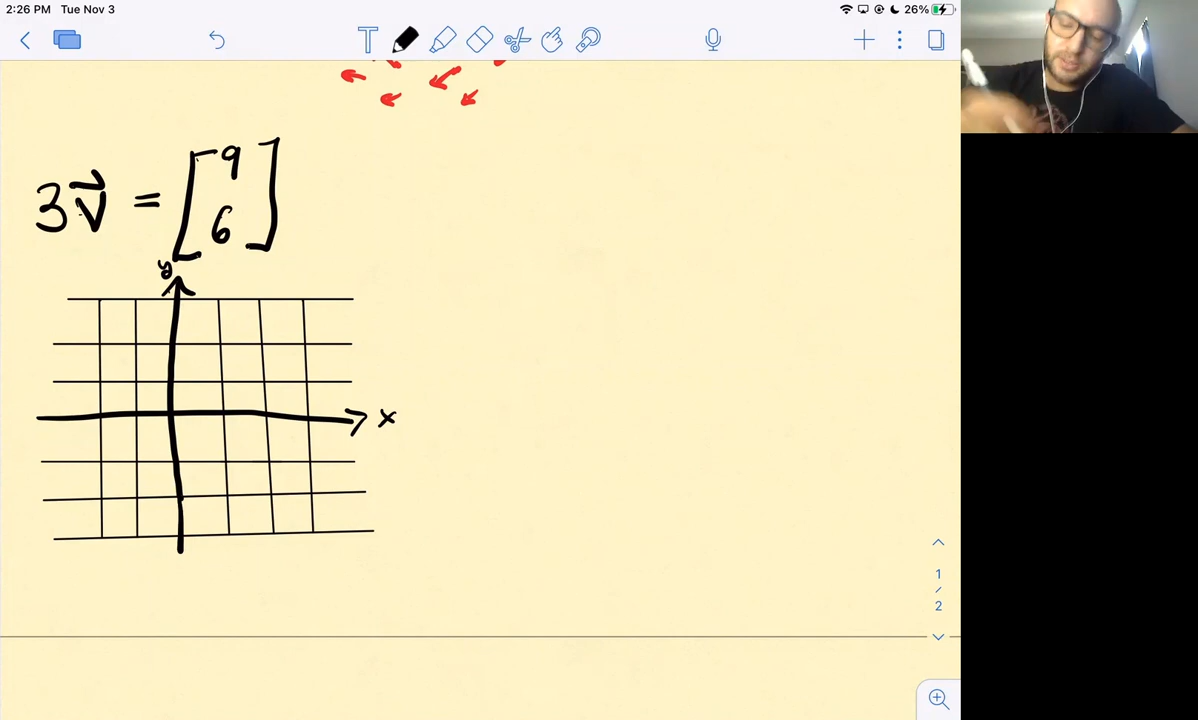 2:26 PM Tue Nov 3
26%
T
3v⃗ = [9
6]
y
x
1
/
2